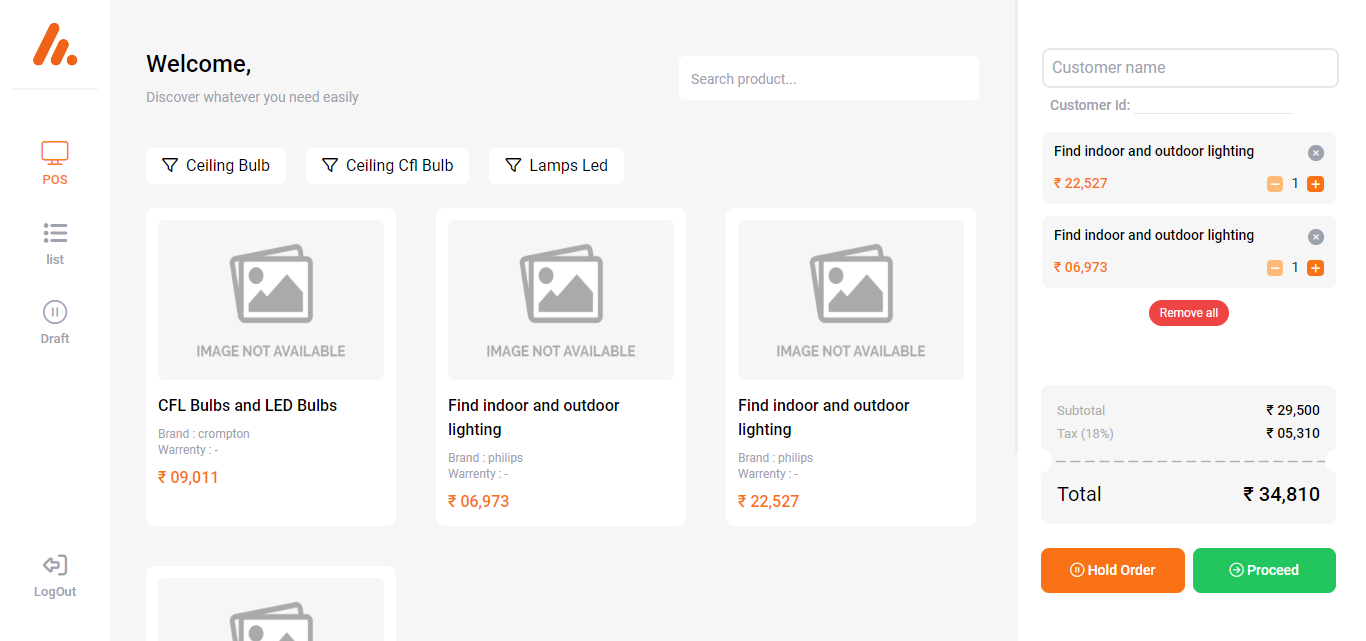 POS
list
Draft
LogOut
Welcome,
Discover whatever you need easily
Search product...
Ceiling Bulb
Ceiling Cfl Bulb
Lamps Led
IMAGE NOT AVAILABLE
CFL Bulbs and LED Bulbs
Brand : crompton
Warrenty : -
₹ 09,011
IMAGE NOT AVAILABLE
Find indoor and outdoor
lighting
Brand : philips
Warrenty : -
₹ 06,973
IMAGE NOT AVAILABLE
Find indoor and outdoor
lighting
Brand : philips
Warrenty : -
₹ 22,527
Customer name
Customer Id:
Find indoor and outdoor lighting
₹ 22,527 1
Find indoor and outdoor lighting
₹ 06,973 1
Remove all
Subtotal ₹ 29,500
Tax (18%) ₹ 05,310
Total ₹ 34,810
Hold Order
Proceed